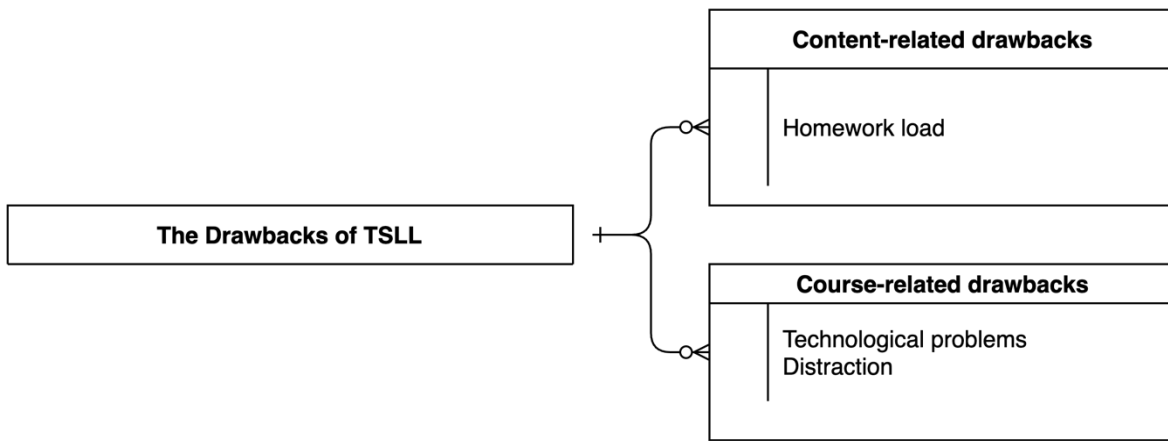 Content-related drawbacks
Homework load
The Drawbacks of TSLL
Course-related drawbacks
Technological problems
Distraction